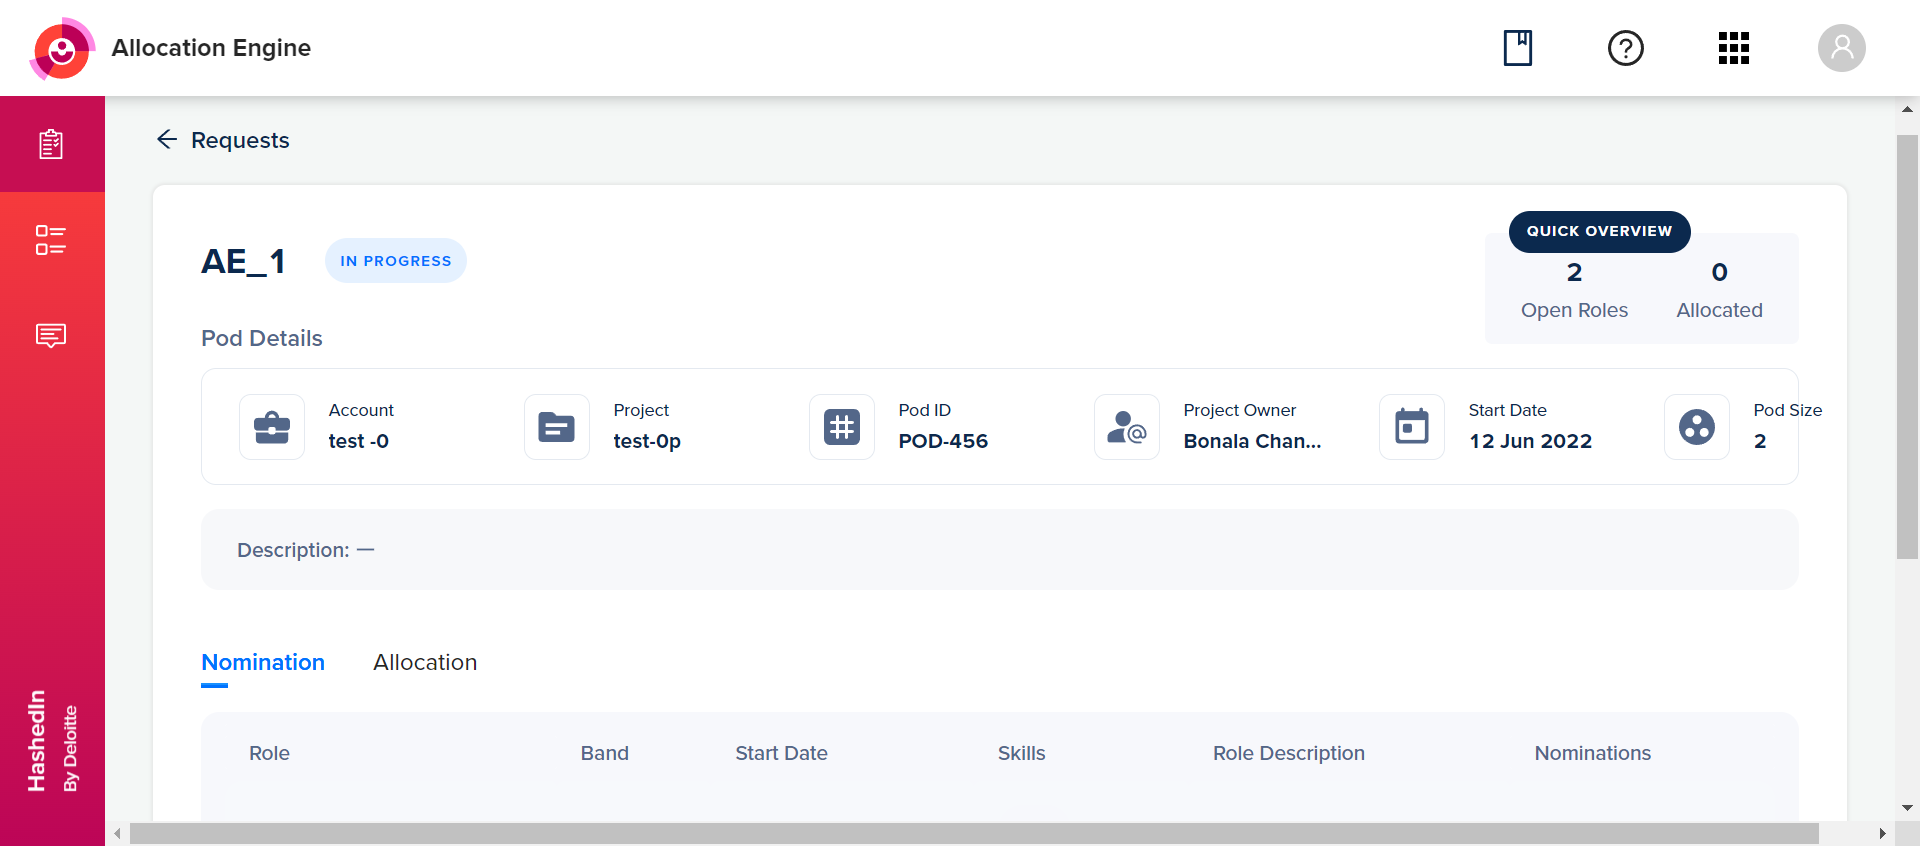 Allocation Engine
Requests
AE_1
IN PROGRESS
QUICK OVERVIEW
2
Open Roles
0
Allocated
Pod Details
Account
test -0
Project
test-0p
Pod ID
POD-456
Project Owner
Bonala Chan...
Start Date
12 Jun 2022
Pod Size
2
Description: —
Nomination
Allocation
Role Band Start Date Skills Role Description Nominations
HashedIn
By Deloitte